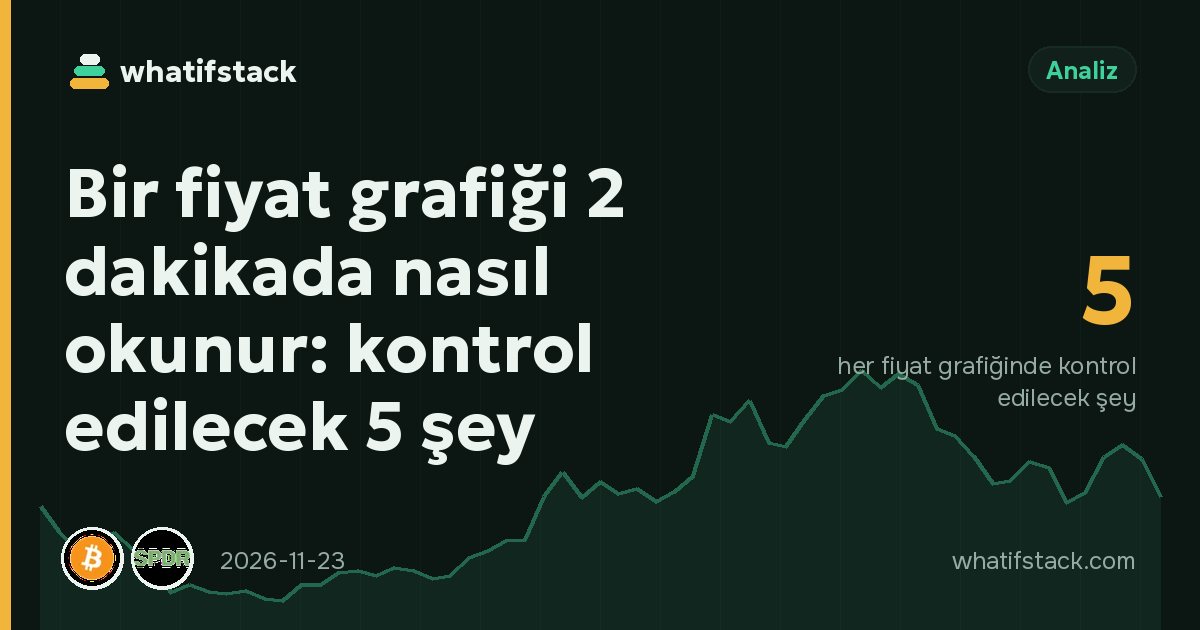 whatifstack
Analiz
Bir fiyat grafiği 2
dakikada nasıl
okunur: kontrol
edilecek 5 şey
5
her fiyat grafiğinde kontrol
edilecek şey
SPDR
2026-11-23
whatifstack.com